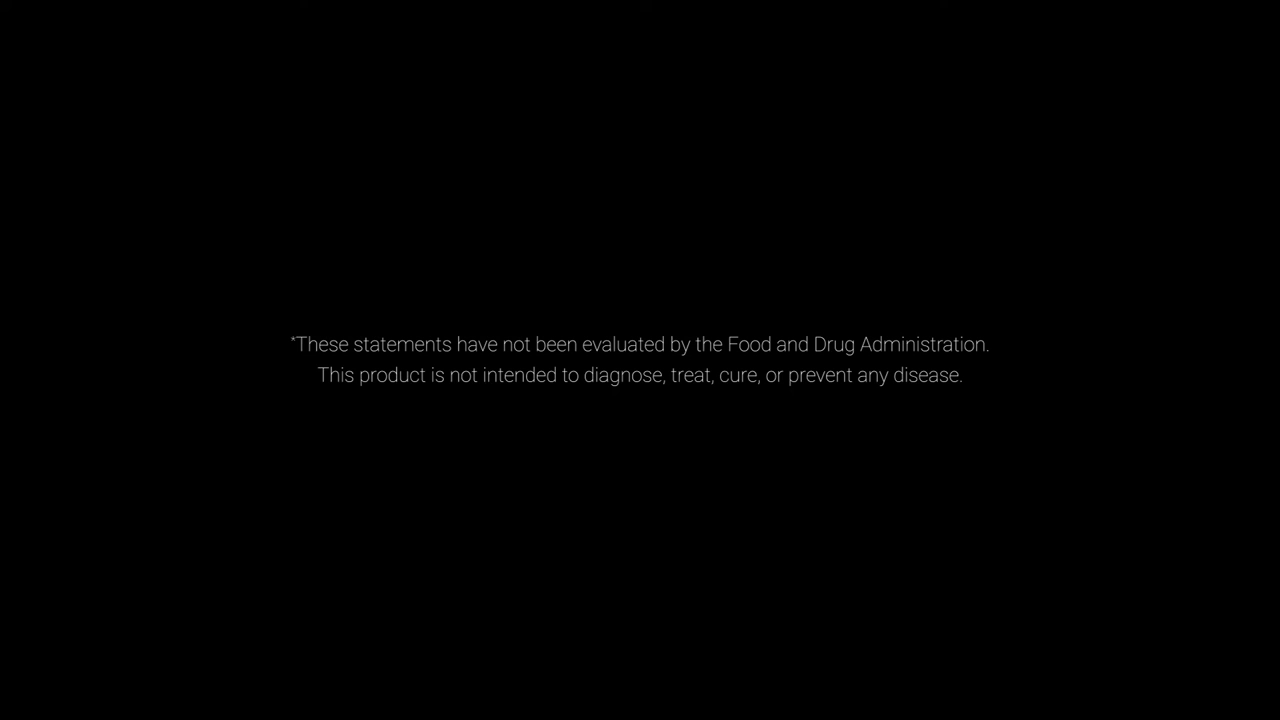 *These statements have not been evaluated by the Food and Drug Administration.
This product is not intended to diagnose, treat, cure, or prevent any disease.